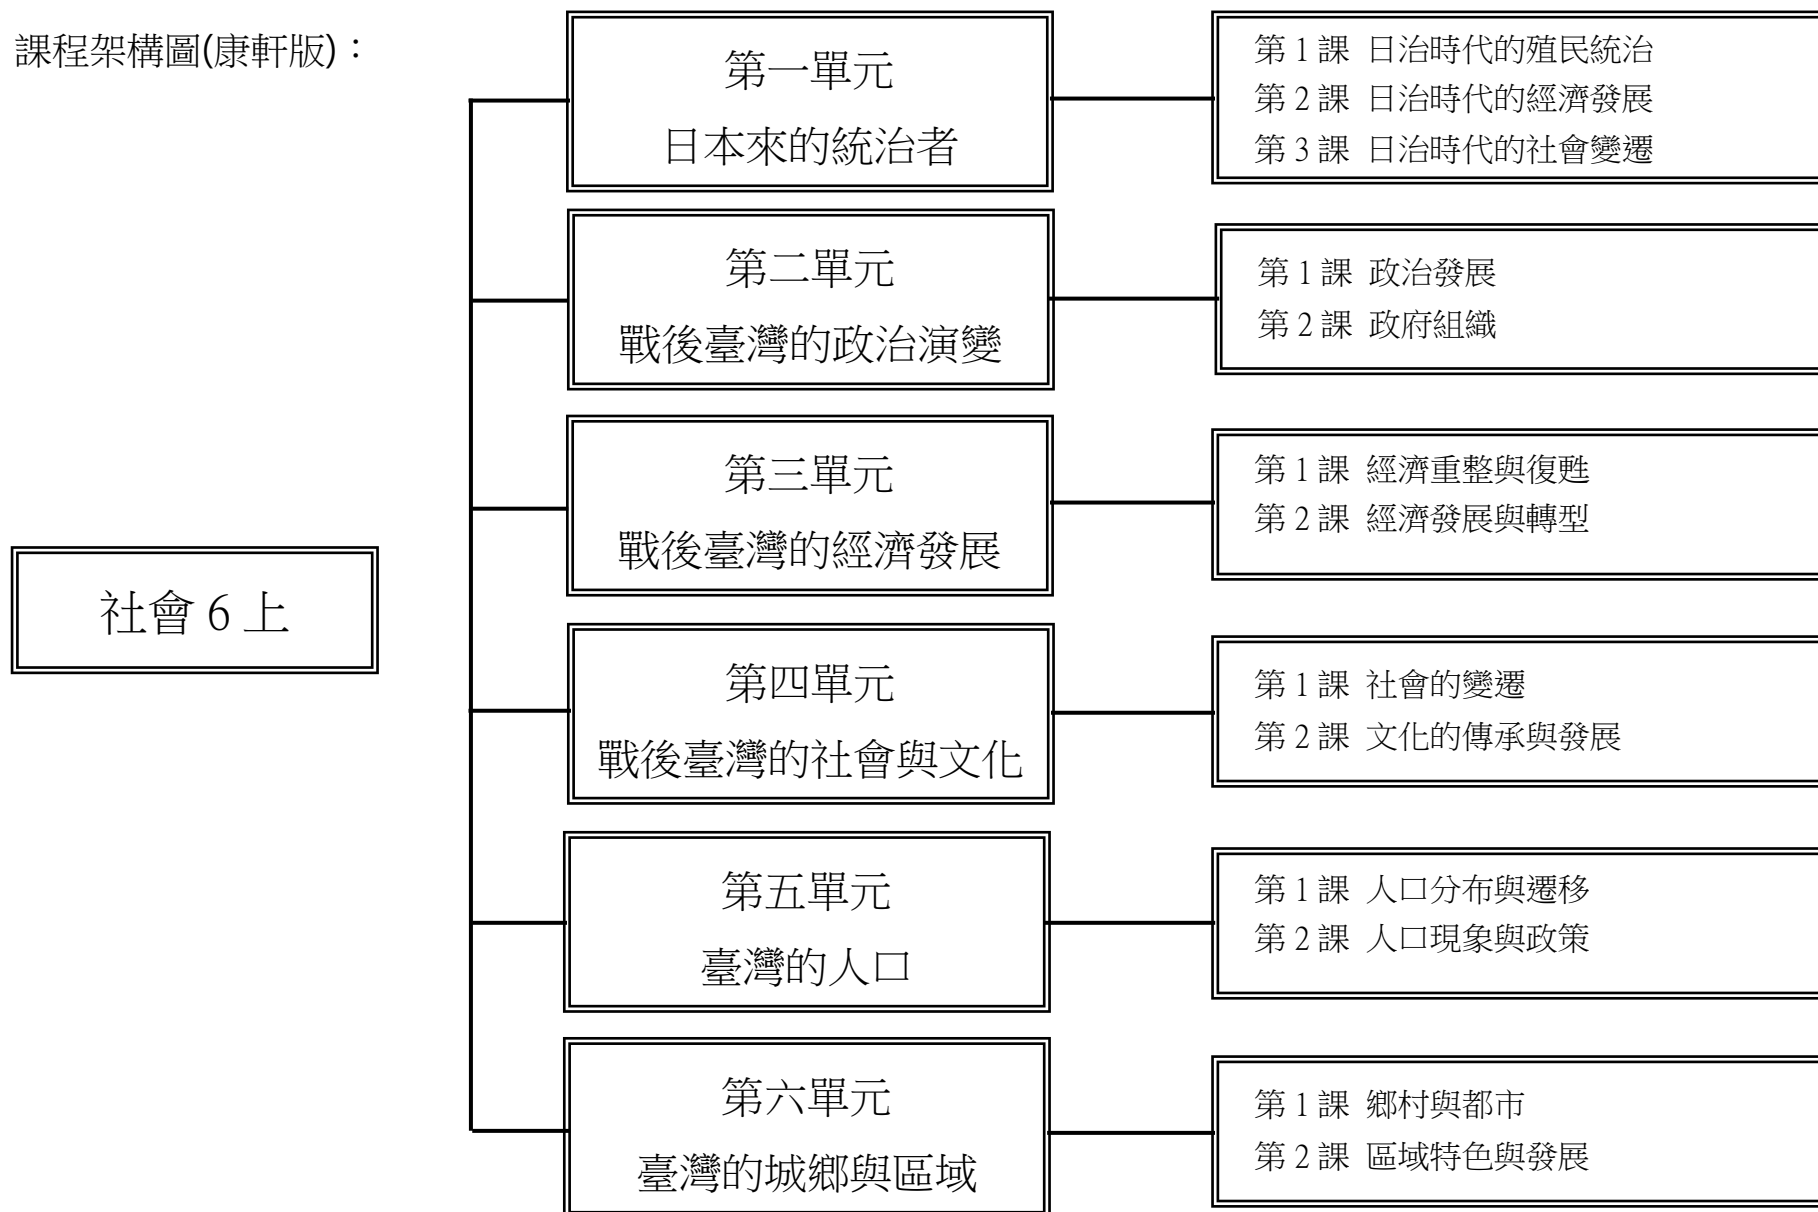 課程架構圖(康軒版)：
社會 6 上
第一單元
日本來的統治者
第 1 課 日治時代的殖民統治
第 2 課 日治時代的經濟發展
第 3 課 日治時代的社會變遷
第二單元
戰後臺灣的政治演變
第 1 課 政治發展
第 2 課 政府組織
第三單元
戰後臺灣的經濟發展
第 1 課 經濟重整與復甦
第 2 課 經濟發展與轉型
第四單元
戰後臺灣的社會與文化
第 1 課 社會的變遷
第 2 課 文化的傳承與發展
第五單元
臺灣的人口
第 1 課 人口分布與遷移
第 2 課 人口現象與政策
第六單元
臺灣的城鄉與區域
第 1 課 鄉村與都市
第 2 課 區域特色與發展